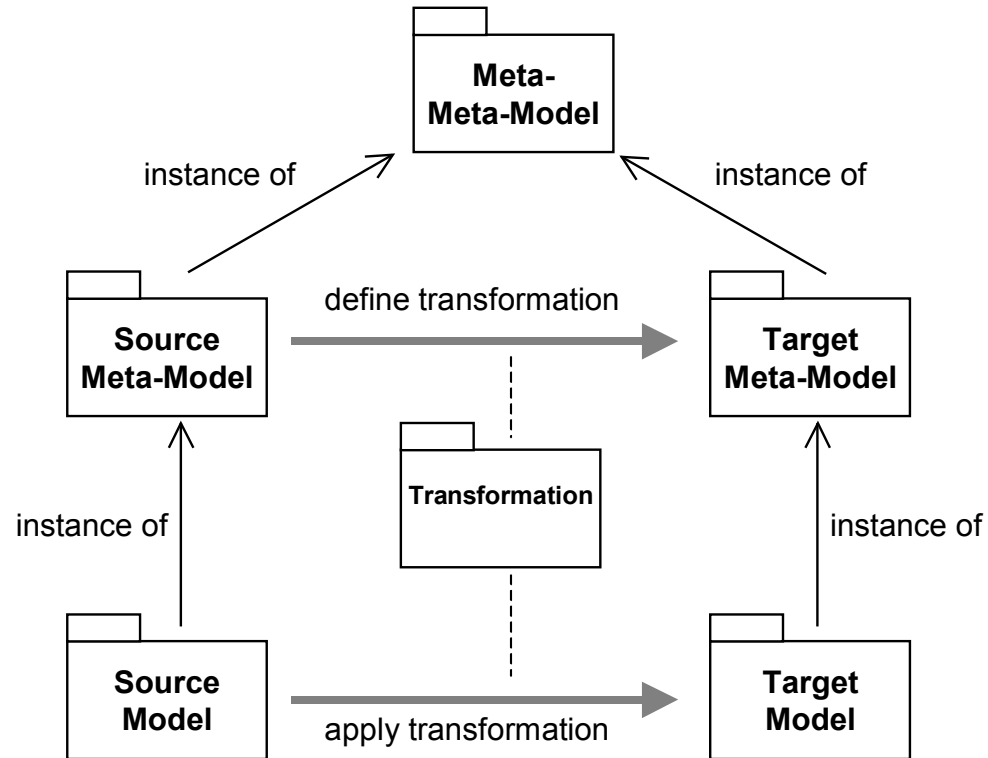 Meta-
Meta-Model
instance of
instance of
define transformation
Source
Meta-Model
Target
Meta-Model
Transformation
instance of
instance of
Source
Model
Target
Model
apply transformation